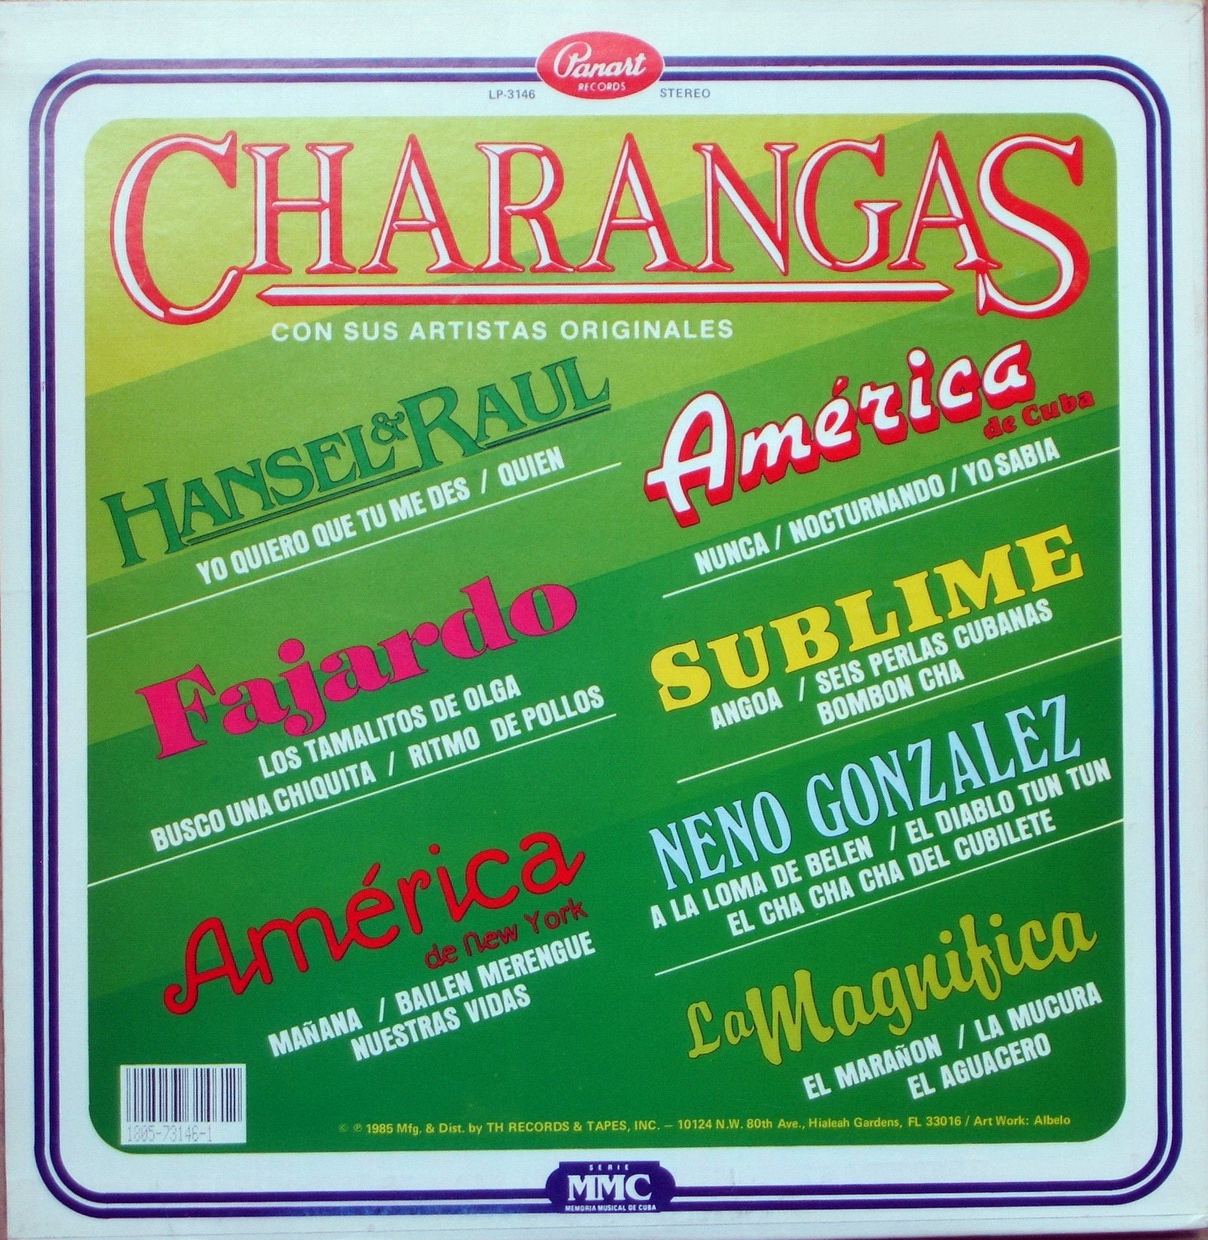 Panart
RECORDS
LP-3146 STEREO
CHARANGAS
CON SUS ARTISTAS ORIGINALES
HANSEL & RAUL
YO QUIERO QUE TU ME DES / QUIEN
Fajardo
LOS TAMALITOS DE OLGA
BUSCO UNA CHIQUITA / RITMO DE POLLOS
América
de New York
MAÑANA / BAILEN MERENGUE
NUESTRAS VIDAS
América
de Cuba
NUNCA / NOCTURNANDO / YO SABIA
SUBLIME
ANGOA / SEIS PERLAS CUBANAS
BOMBON CHA
NENO GONZALEZ
A LA LOMA DE BELEN / EL DIABLO TUN TUN
EL CHA CHA CHA DEL CUBILETE
La Magnifica
EL MARAÑON / LA MUCURA
EL AGUACERO
1805-73146-1
© ℗ 1985 Mfg. & Dist. by TH RECORDS & TAPES, INC. — 10124 N.W. 80th Ave., Hialeah Gardens, FL 33016 / Art Work: Albelo
SERIE
MMC
MEMORIA MUSICAL DE CUBA